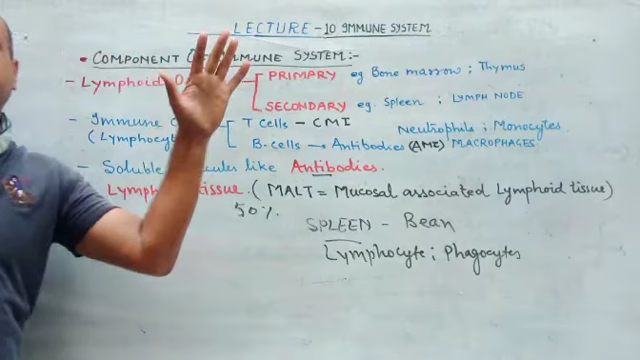 LECTURE - 10 IMMUNE SYSTEM
• COMPONENT OF IMMUNE SYSTEM:-
- Lymphoid PRIMARY eg Bone marrow ; Thymus
SECONDARY eg. Spleen ; LYMPH NODE
- Immune T Cells - CMI Neutrophils ; Monocytes
(Lymphocyt B. cells → Antibodies (AMI) MACROPHAGES
- Soluble like Antibodies.
tissue. (MALT = Mucosal associated Lymphoid tissue)
50%. SPLEEN - Bean
Lymphocyte ; Phagocytes